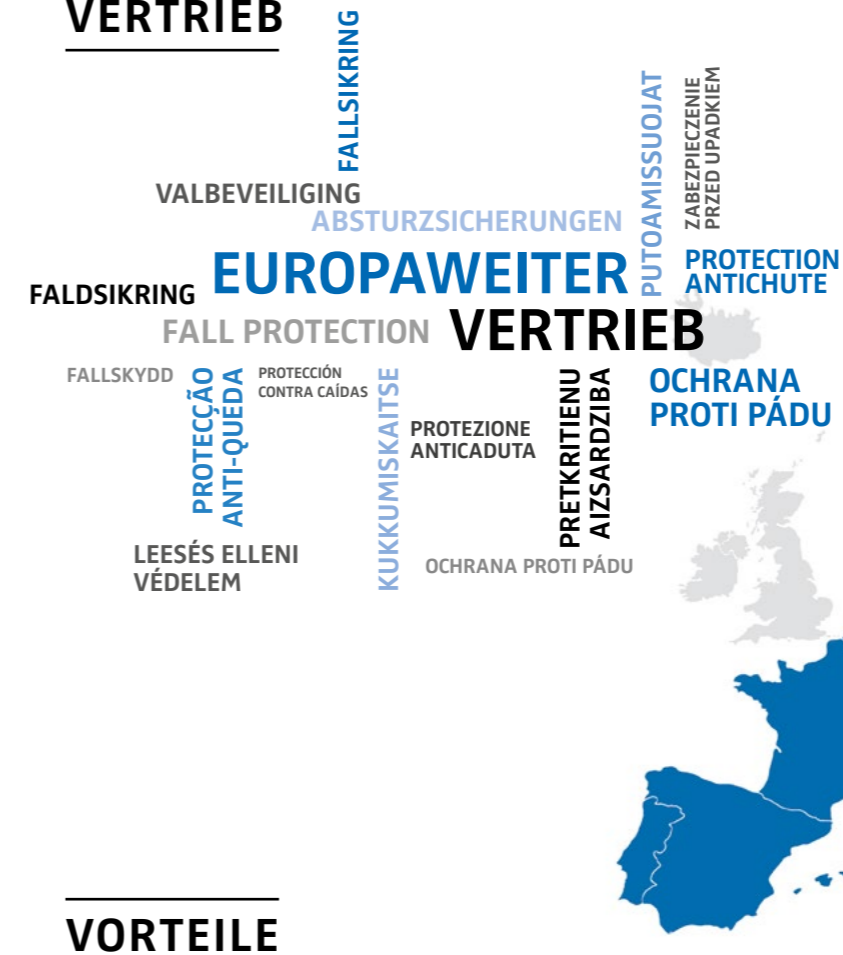 VERTRIEB
FALLSIKRING
PUTOAMISSUOJAT
ZABEZPIECZENIE
PRZED UPADKIEM
VALBEVEILIGING
ABSTURZSICHERUNGEN
EUROPAWEITER
PROTECTION
ANTICHUTE
FALDSIKRING
FALL PROTECTION
VERTRIEB
FALLSKYDD
PROTECÇÃO
ANTI-QUEDA
PROTECCIÓN
CONTRA CAÍDAS
KUKKUMISKAITSE
PROTEZIONE
ANTICADUTA
PRETKRITIENU
AIZSARDZIBA
OCHRANA
PROTI PÁDU
LEESÉS ELLENI
VÉDELEM
OCHRANA PROTI PÁDU
VORTEILE